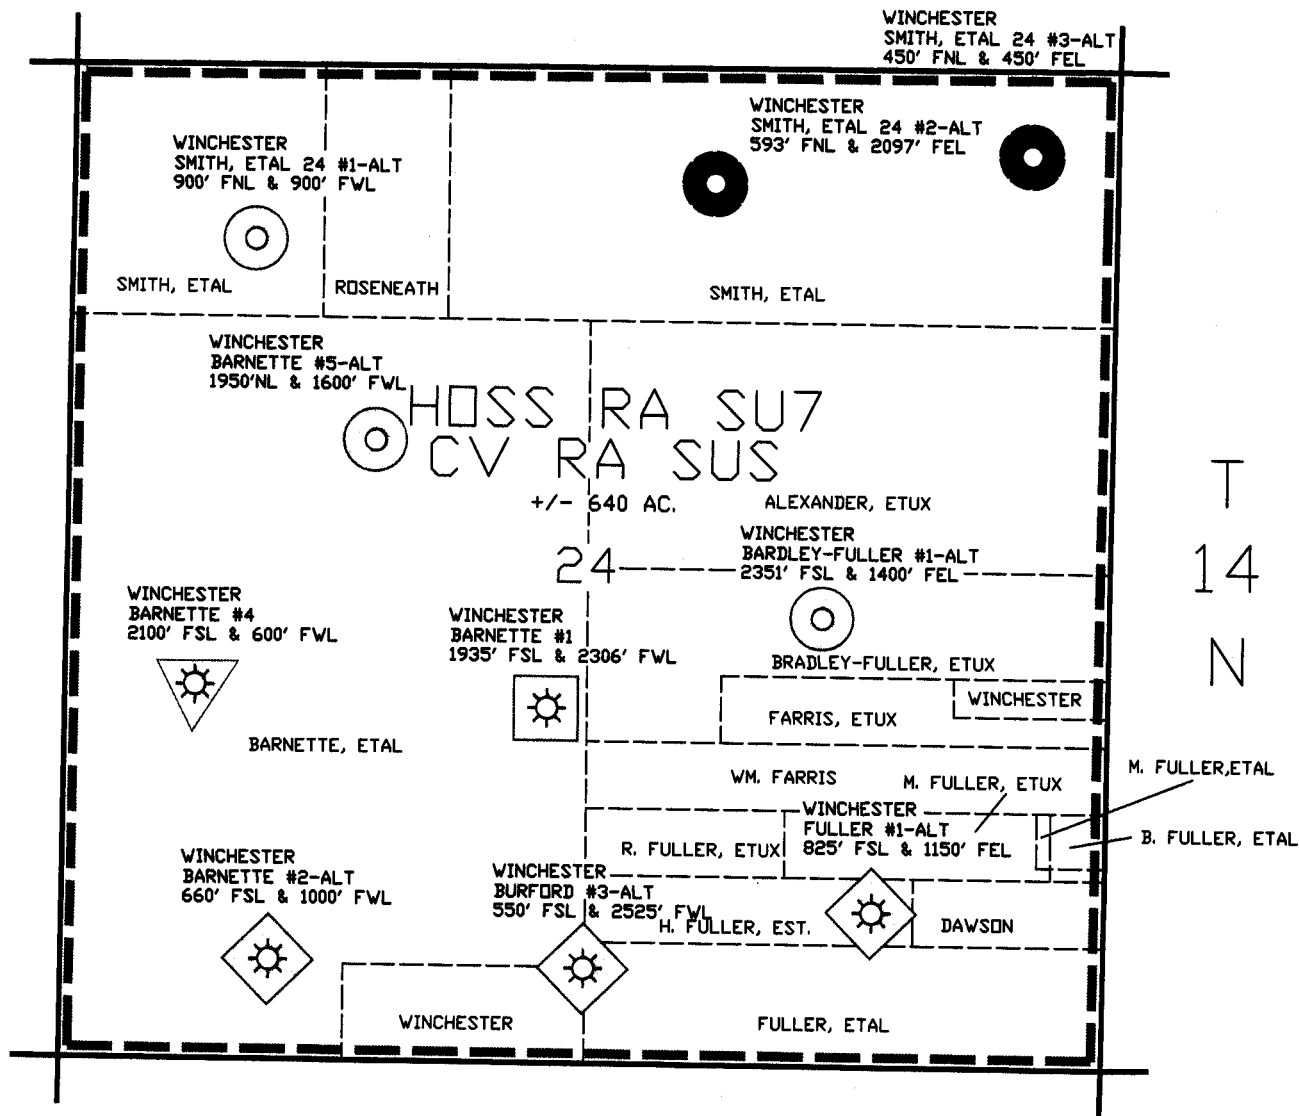 WINCHESTER
SMITH, ETAL 24 #3-ALT
450' FNL & 450' FEL
WINCHESTER
SMITH, ETAL 24 #2-ALT
593' FNL & 2097' FEL
WINCHESTER
SMITH, ETAL 24 #1-ALT
900' FNL & 900' FWL
SMITH, ETAL
ROSENEATH
SMITH, ETAL
WINCHESTER
BARNETTE #5-ALT
1950'NL & 1600' FWL
HOSS RA SU7
CV RA SUS
+/- 640 AC.
ALEXANDER, ETUX
T
14
N
24
WINCHESTER
BARDLEY-FULLER #1-ALT
2351' FSL & 1400' FEL
WINCHESTER
BARNETTE #4
2100' FSL & 600' FWL
WINCHESTER
BARNETTE #1
1935' FSL & 2306' FWL
BRADLEY-FULLER, ETUX
WINCHESTER
FARRIS, ETUX
BARNETTE, ETAL
WM. FARRIS
M. FULLER, ETUX
M. FULLER,ETAL
WINCHESTER
FULLER #1-ALT
825' FSL & 1150' FEL
R. FULLER, ETUX
B. FULLER, ETAL
WINCHESTER
BARNETTE #2-ALT
660' FSL & 1000' FWL
WINCHESTER
BURFORD #3-ALT
550' FSL & 2525' FWL
H. FULLER, EST.
DAWSON
WINCHESTER
FULLER, ETAL